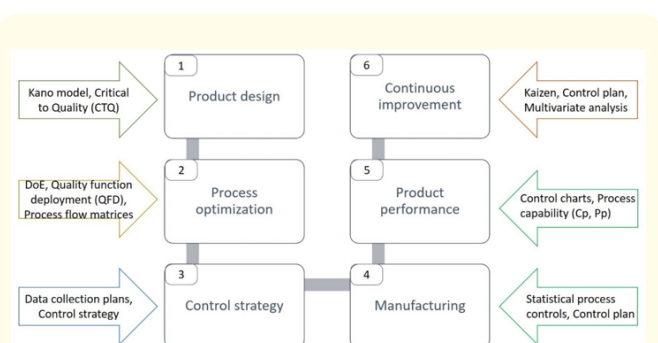 1
Product design
Kano model, Critical
to Quality (CTQ)
2
Process
optimization
DoE, Quality function
deployment (QFD),
Process flow matrices
3
Control strategy
Data collection plans,
Control strategy
4
Manufacturing
Statistical process
controls, Control plan
5
Product
performance
Control charts, Process
capability (Cp, Pp)
6
Continuous
improvement
Kaizen, Control plan,
Multivariate analysis